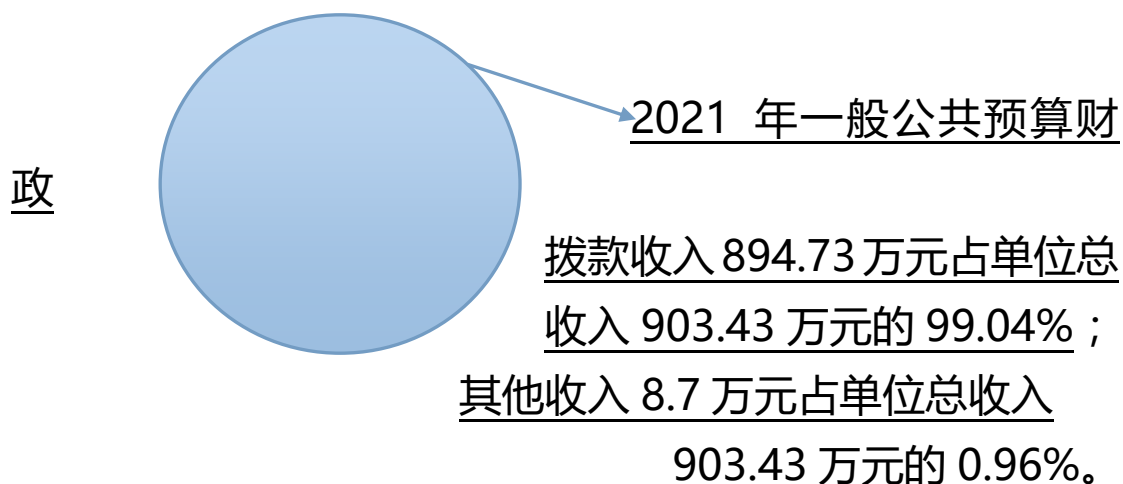 2021 年一般公共预算财
政
拨款收入 894.73 万元占单位总
收入 903.43 万元的 99.04%；
其他收入 8.7 万元占单位总收入
903.43 万元的 0.96%。